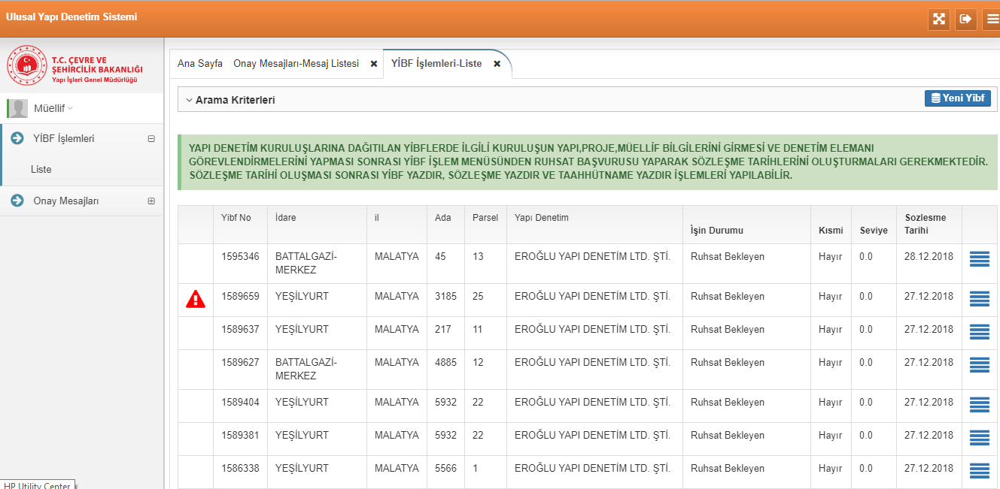 Ulusal Yapı Denetim Sistemi
T.C. ÇEVRE VE
ŞEHİRCİLİK BAKANLIĞI
Yapı İşleri Genel Müdürlüğü
Müellif
YİBF İşlemleri
Liste
Onay Mesajları
Ana Sayfa Onay Mesajları-Mesaj Listesi YİBF İşlemleri-Liste
Arama Kriterleri
Yeni Yibf
YAPI DENETİM KURULUŞLARINA DAĞITILAN YİBFLERDE İLGİLİ KURULUŞUN YAPI,PROJE,MÜELLİF BİLGİLERİNİ GİRMESİ VE DENETİM ELEMANI
GÖREVLENDİRMELERİNİ YAPMASI SONRASI YİBF İŞLEM MENÜSÜNDEN RUHSAT BAŞVURUSU YAPARAK SÖZLEŞME TARİHLERİNİ OLUŞTURMALARI GEREKMEKTEDİR.
SÖZLEŞME TARİHİ OLUŞMASI SONRASI YİBF YAZDIR, SÖZLEŞME YAZDIR VE TAAHHÜTNAME YAZDIR İŞLEMLERİ YAPILABİLİR.
Yibf No İdare il Ada Parsel Yapı Denetim İşin Durumu Kısmi Seviye Sozlesme
Tarihi
1595346 BATTALGAZİ- MALATYA 45 13 EROĞLU YAPI DENETİM LTD. ŞTİ. Ruhsat Bekleyen Hayır 0.0 28.12.2018
MERKEZ
1589659 YEŞİLYURT MALATYA 3185 25 EROĞLU YAPI DENETİM LTD. ŞTİ. Ruhsat Bekleyen Hayır 0.0 27.12.2018
1589637 YEŞİLYURT MALATYA 217 11 EROĞLU YAPI DENETİM LTD. ŞTİ. Ruhsat Bekleyen Hayır 0.0 27.12.2018
1589627 BATTALGAZİ- MALATYA 4885 12 EROĞLU YAPI DENETİM LTD. ŞTİ. Ruhsat Bekleyen Hayır 0.0 27.12.2018
MERKEZ
1589404 YEŞİLYURT MALATYA 5932 22 EROĞLU YAPI DENETİM LTD. ŞTİ. Ruhsat Bekleyen Hayır 0.0 27.12.2018
1589381 YEŞİLYURT MALATYA 5932 22 EROĞLU YAPI DENETİM LTD. ŞTİ. Ruhsat Bekleyen Hayır 0.0 27.12.2018
1586338 YEŞİLYURT MALATYA 5566 1 EROĞLU YAPI DENETİM LTD. ŞTİ. Ruhsat Bekleyen Hayır 0.0 27.12.2018
HP Utility Center